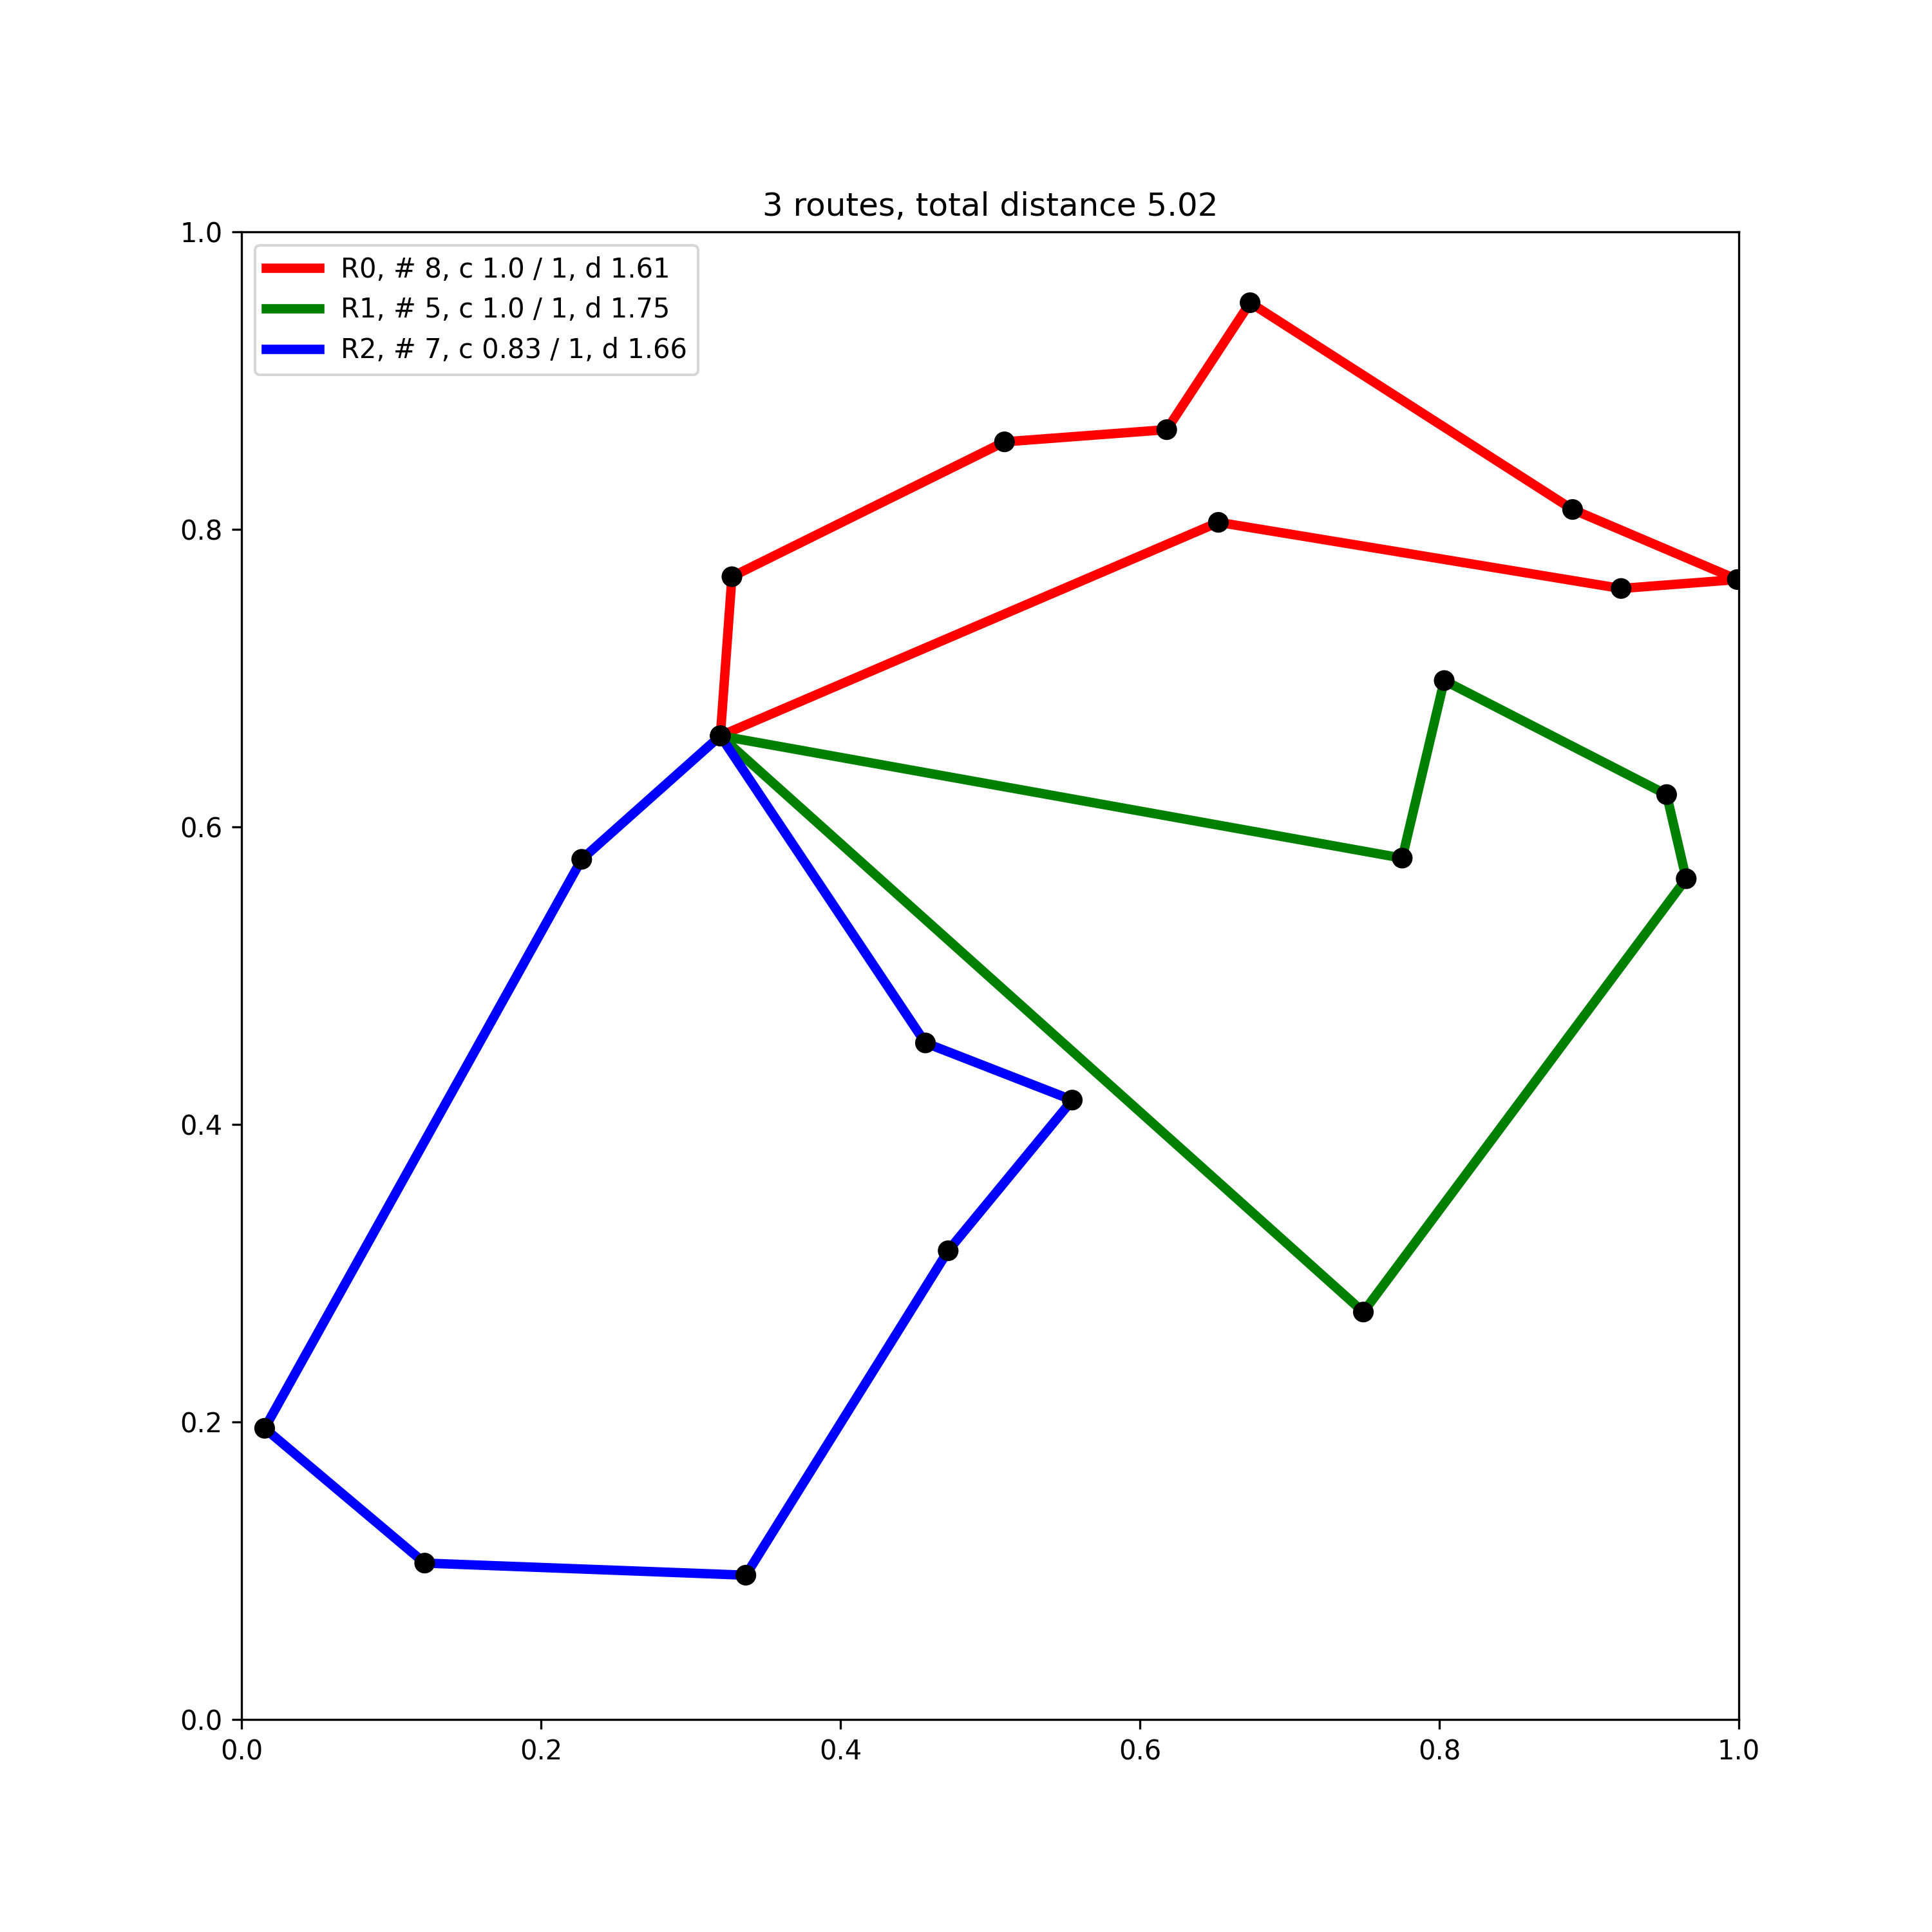 3 routes, total distance 5.02
1.0
R0, # 8, c 1.0 / 1, d 1.61
R1, # 5, c 1.0 / 1, d 1.75
R2, # 7, c 0.83 / 1, d 1.66
0.8
0.6
0.4
0.2
0.0
0.0 0.2 0.4 0.6 0.8 1.0